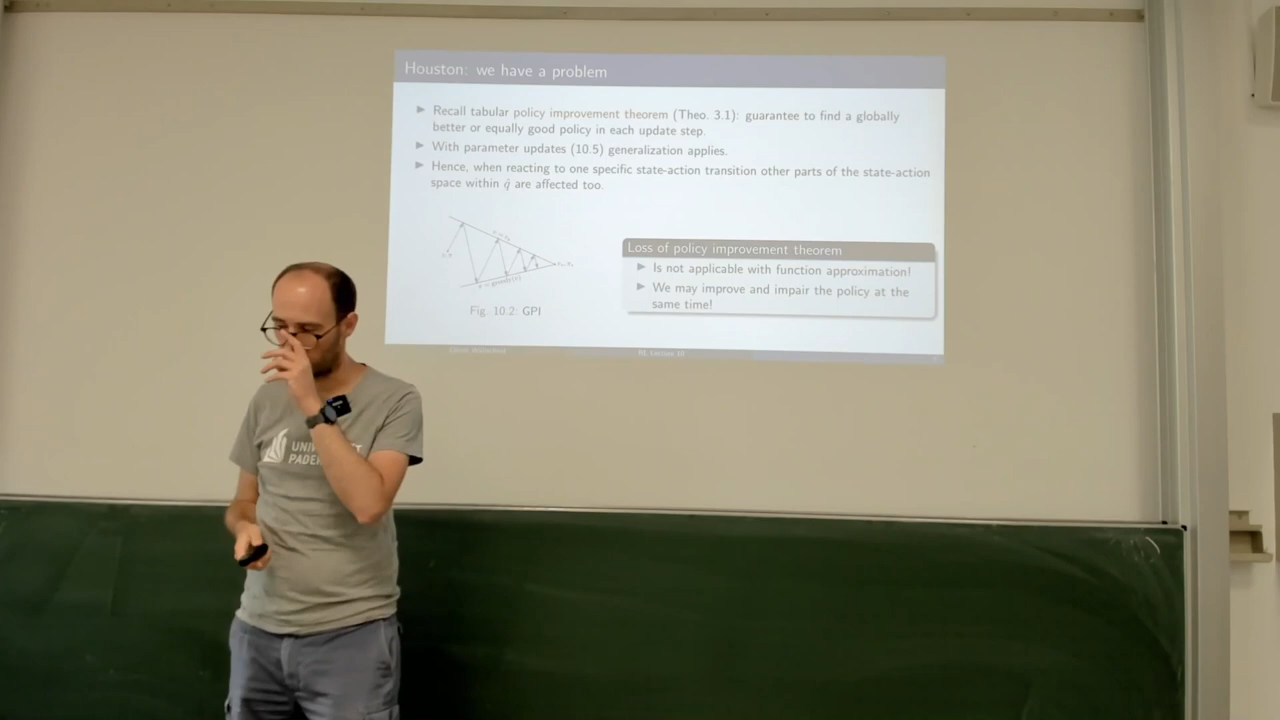 Houston: we have a problem
Recall tabular policy improvement theorem (Theo. 3.1): guarantee to find a globally
better or equally good policy in each update step.
With parameter updates (10.5) generalization applies.
Hence, when reacting to one specific state-action transition other parts of the state-action
space within q̂ are affected too.
Loss of policy improvement theorem
Is not applicable with function approximation!
We may improve and impair the policy at the
same time!
Fig. 10.2: GPI
RL Lecture 10